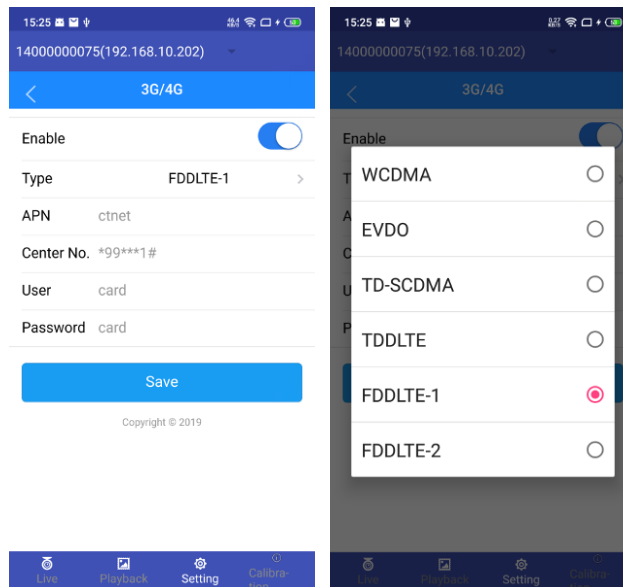 15:25
14000000075(192.168.10.202)
3G/4G
Enable
Type FDDLTE-1
APN ctnet
Center No. *99***1#
User card
Password card
Save
Copyright © 2019
Live Playback Setting Calibra-
15:25
14000000075(192.168.10.202)
3G/4G
Enable
WCDMA
EVDO
TD-SCDMA
TDDLTE
FDDLTE-1
FDDLTE-2
Live Playback Setting Calibra-